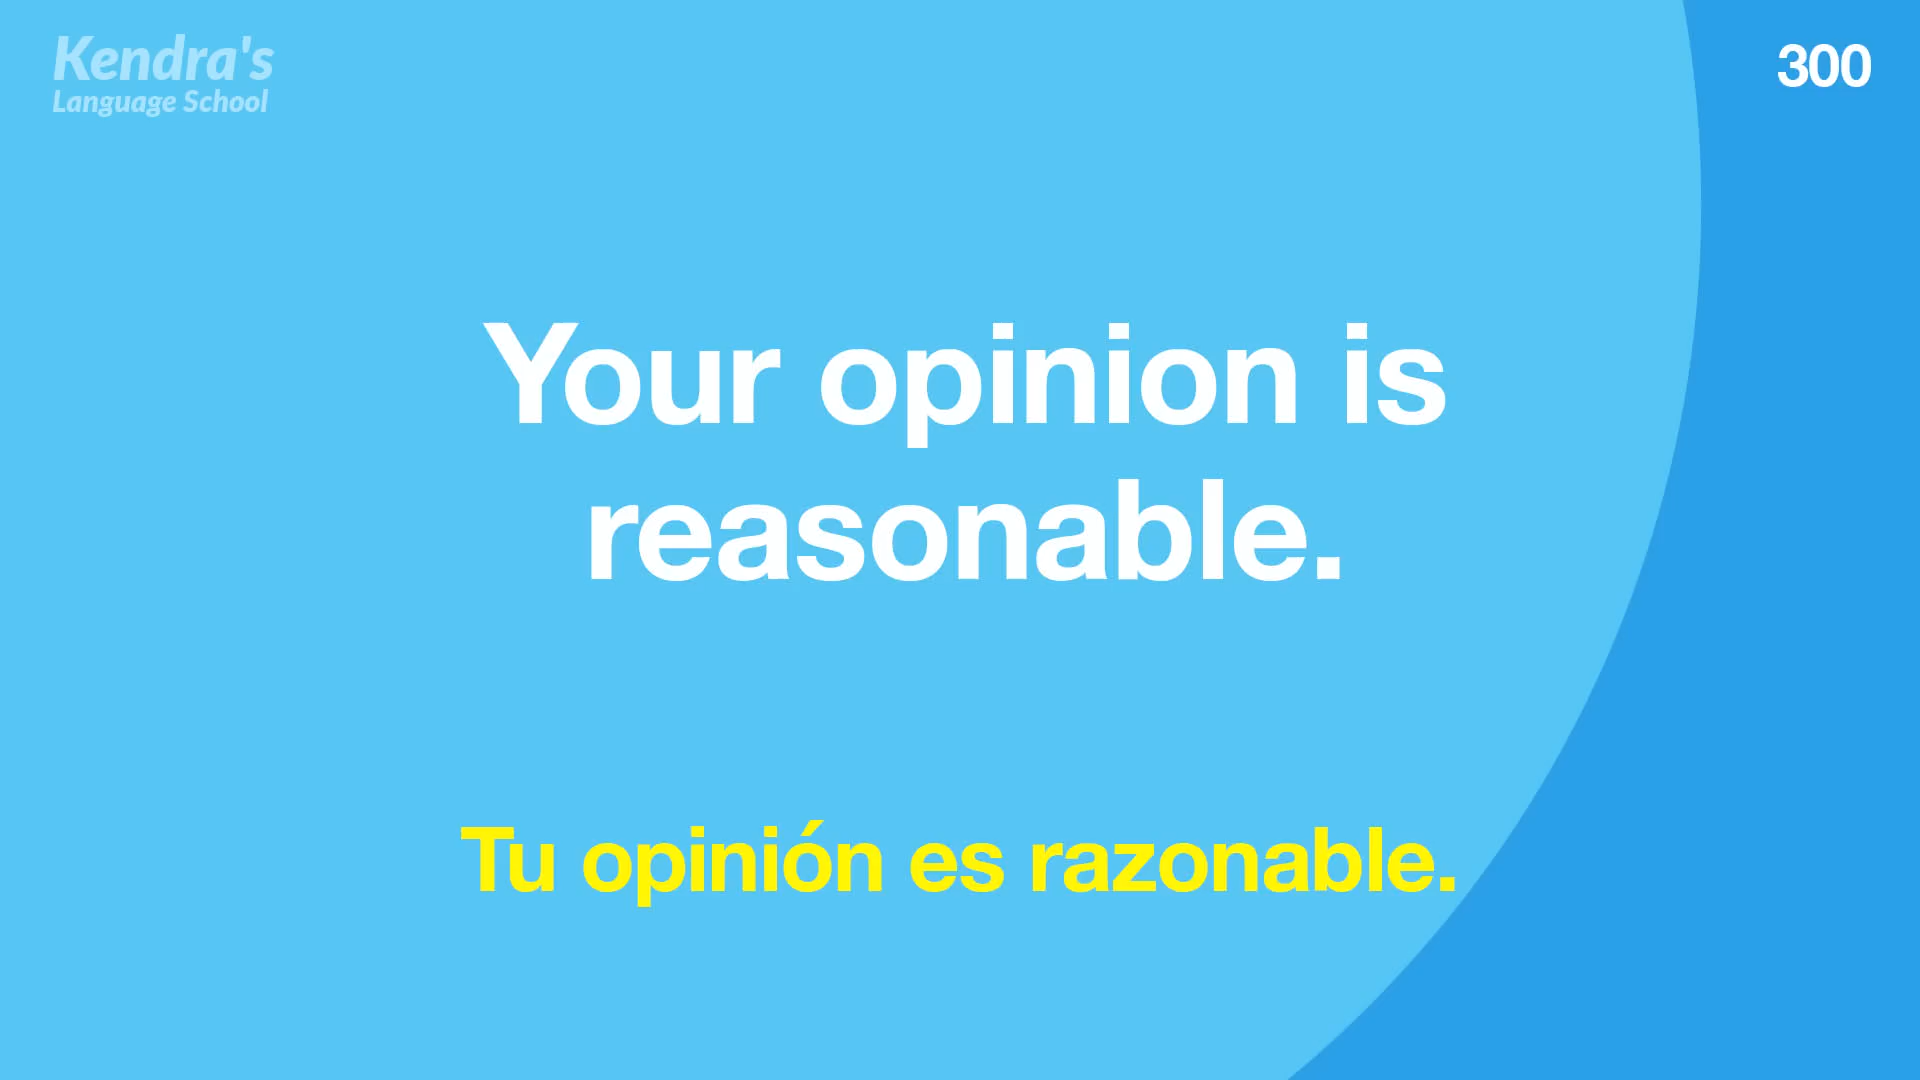 Kendra's
Language School
300
Your opinion is
reasonable.
Tu opinión es razonable.